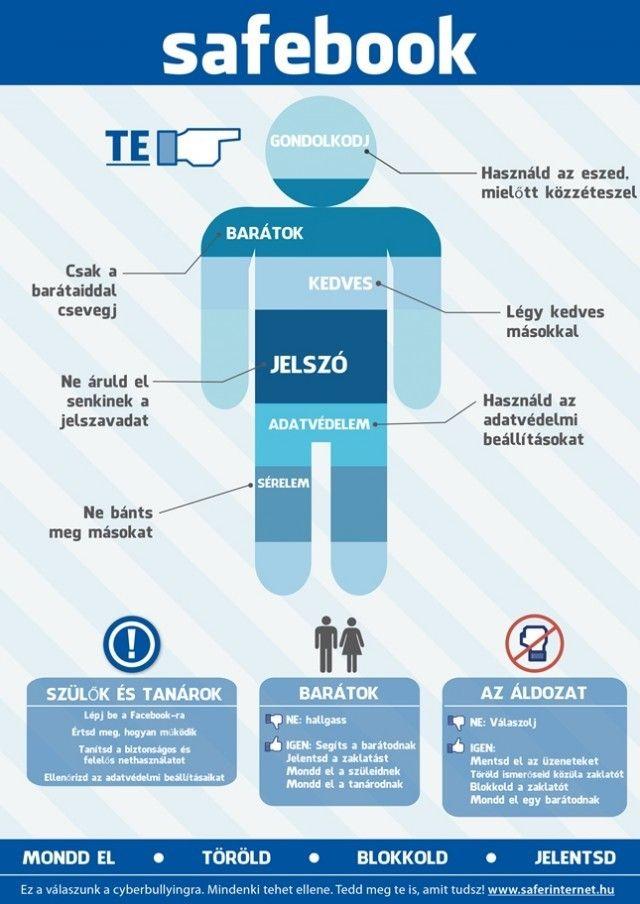 safebook
TE
GONDOLKODJ
Használd az eszed,
mielőtt közzéteszel
BARÁTOK
Csak a
barátaiddal
csevegj
KEDVES
Légy kedves
másokkal
JELSZÓ
Ne áruld el
senkinek a
jelszavadat
ADATVÉDELEM
Használd az
adatvédelmi
beállításokat
SÉRELEM
Ne bánts
meg másokat
SZÜLŐK ÉS TANÁROK
Lépj be a Facebook-ra
Értsd meg, hogyan működik
Tanítsd a biztonságos és
felelős nethasználatot
Ellenőrizd az adatvédelmi beállításaikat
BARÁTOK
NE: hallgass
IGEN: Segíts a barátodnak
Jelentsd a zaklatást
Mondd el a szüleidnek
Mondd el a tanárodnak
AZ ÁLDOZAT
NE: Válaszolj
IGEN:
Mentsd el az üzeneteket
Töröld ismerőseid közüla zaklatót
Blokkold a zaklatót
Mondd el egy barátodnak
MONDD EL • TÖRÖLD • BLOKKOLD • JELENTSD
Ez a válaszunk a cyberbullyingra. Mindenki tehet ellene. Tedd meg te is, amit tudsz! www.saferinternet.hu